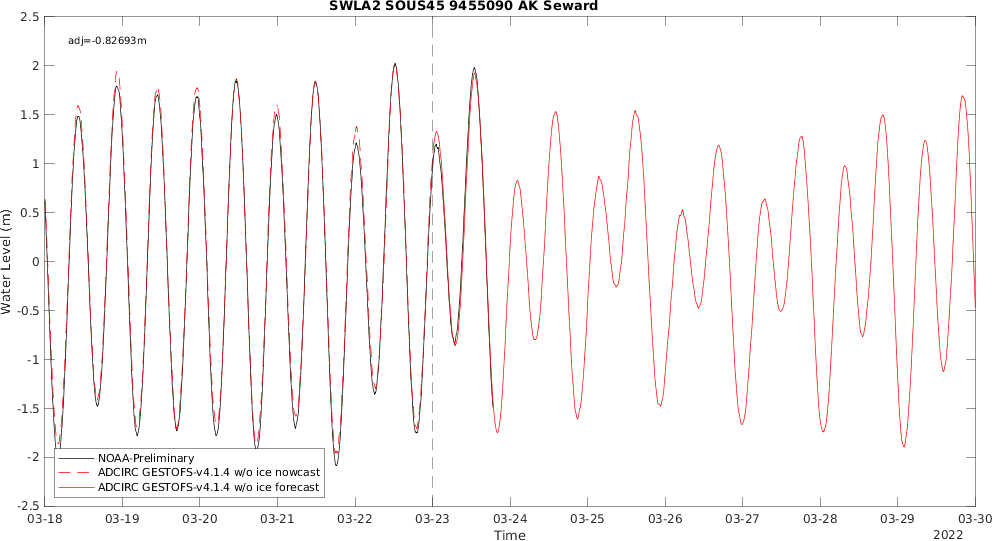 SWLA2 SOUS45 9455090 AK Seward
adj=-0.82693m
2.5
2
1.5
1
0.5
0
-0.5
-1
-1.5
-2
-2.5
Water Level (m)
NOAA-Preliminary
ADCIRC GESTOFS-v4.1.4 w/o ice nowcast
ADCIRC GESTOFS-v4.1.4 w/o ice forecast
03-18 03-19 03-20 03-21 03-22 03-23 03-24 03-25 03-26 03-27 03-28 03-29 03-30
Time
2022